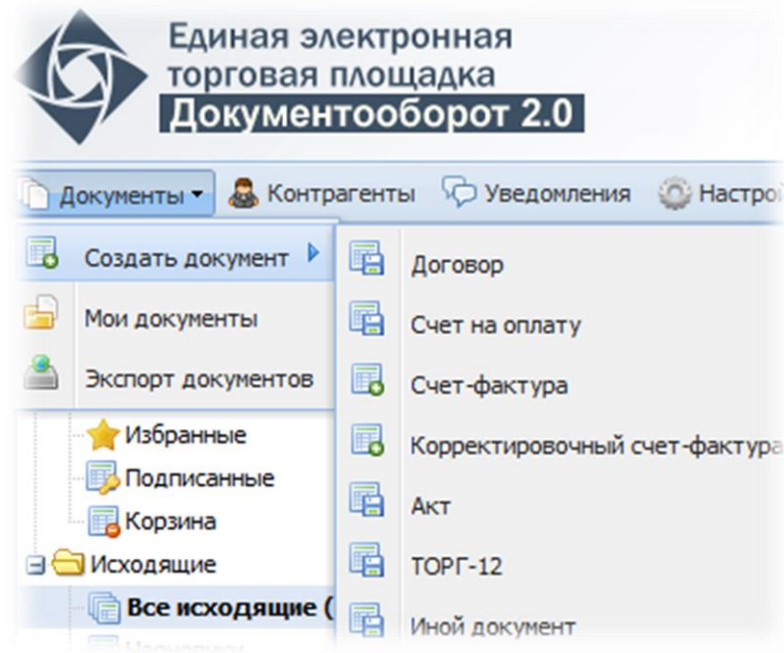 Единая электронная
торговая площадка
Документооборот 2.0
Документы Контрагенты Уведомления
Создать документ
Мои документы
Экспорт документов
Договор
Счет на оплату
Счет-фактура
Корректировочный счет-фактура
Акт
ТОРГ-12
Иной документ
Избранные
Подписанные
Корзина
Исходящие
Все исходящие (